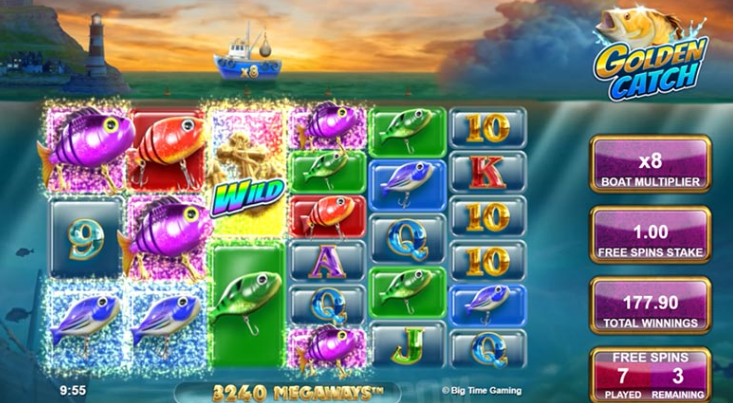 GOLDEN
CATCH
x8
10
K
WILD
x8
BOAT MULTIPLIER
9
10
Q
1.00
FREE SPINS STAKE
A
10
Q
177.90
TOTAL WINNINGS
J
Q
FREE SPINS
7 3
PLAYED REMAINING
9:55
3240 MEGAWAYS™
© Big Time Gaming